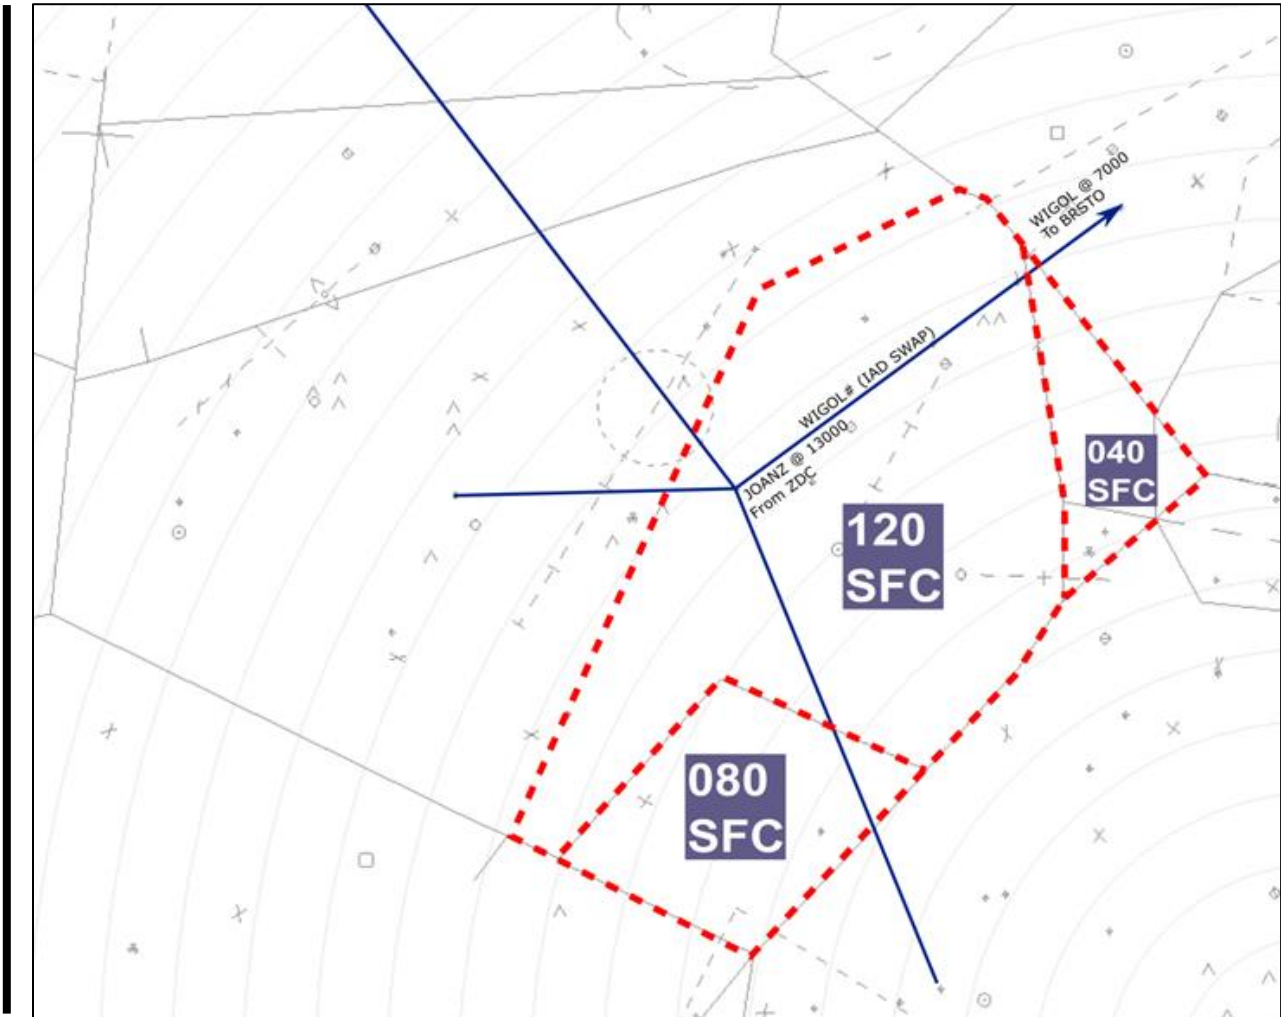 WIGOL @ 7000
To BRSTO
WIGOL# (IAD SWAP)
JOANZ @ 13000
From ZDC
040
SFC
120
SFC
080
SFC